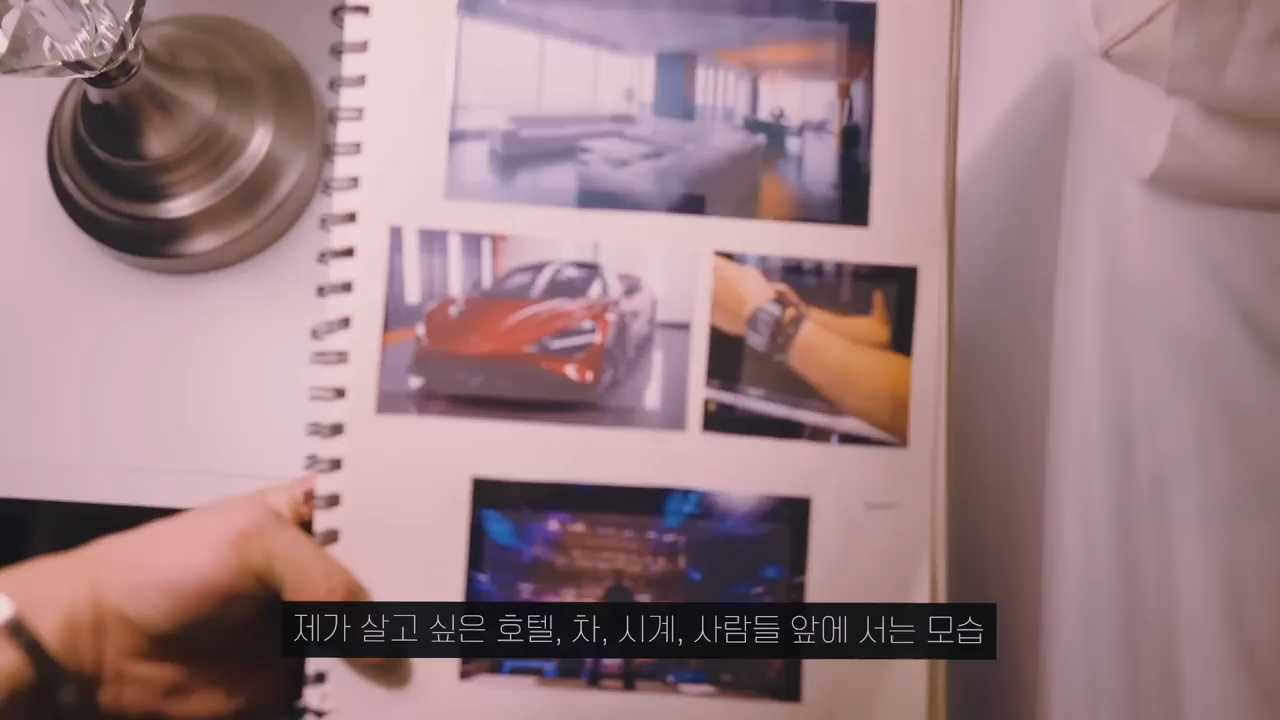 제가 살고 싶은 호텔, 차, 시계, 사람들 앞에 서는 모습